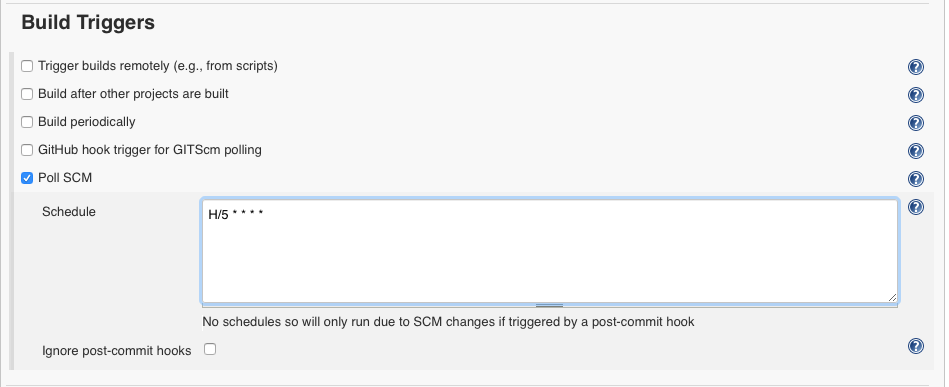 Build Triggers
Trigger builds remotely (e.g., from scripts)
?
Build after other projects are built
?
Build periodically
?
GitHub hook trigger for GITScm polling
?
Poll SCM
?
Schedule
H/5 * * * *
?
No schedules so will only run due to SCM changes if triggered by a post-commit hook
Ignore post-commit hooks
?